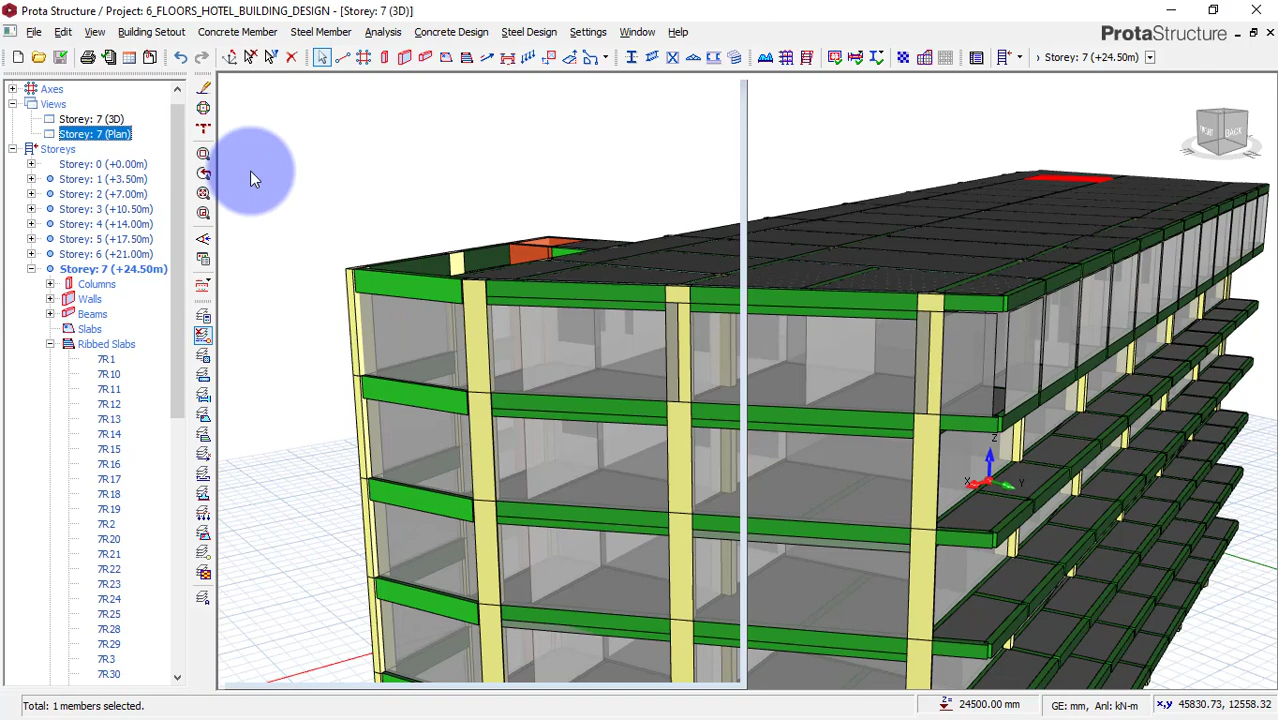 Prota Structure / Project: 6_FLOORS_HOTEL_BUILDING_DESIGN - [Storey: 7 (3D)]
File Edit View Building Setout Concrete Member Steel Member Analysis Concrete Design Steel Design Settings Window Help
ProtaStructure
Storey: 7 (+24.50m)
Axes
Views
Storey: 7 (3D)
Storey: 7 (Plan)
Storeys
Storey: 0 (+0.00m)
Storey: 1 (+3.50m)
Storey: 2 (+7.00m)
Storey: 3 (+10.50m)
Storey: 4 (+14.00m)
Storey: 5 (+17.50m)
Storey: 6 (+21.00m)
Storey: 7 (+24.50m)
Columns
Walls
Beams
Slabs
Ribbed Slabs
7R1
7R10
7R11
7R12
7R13
7R14
7R15
7R16
7R17
7R18
7R19
7R2
7R20
7R21
7R22
7R23
7R24
7R25
7R28
7R29
7R3
7R30
FRONT BACK
Z
X Y
Total: 1 members selected.
Z= 24500.00 mm
GE: mm, Anl: kN-m
x,y 45830.73, 12558.32